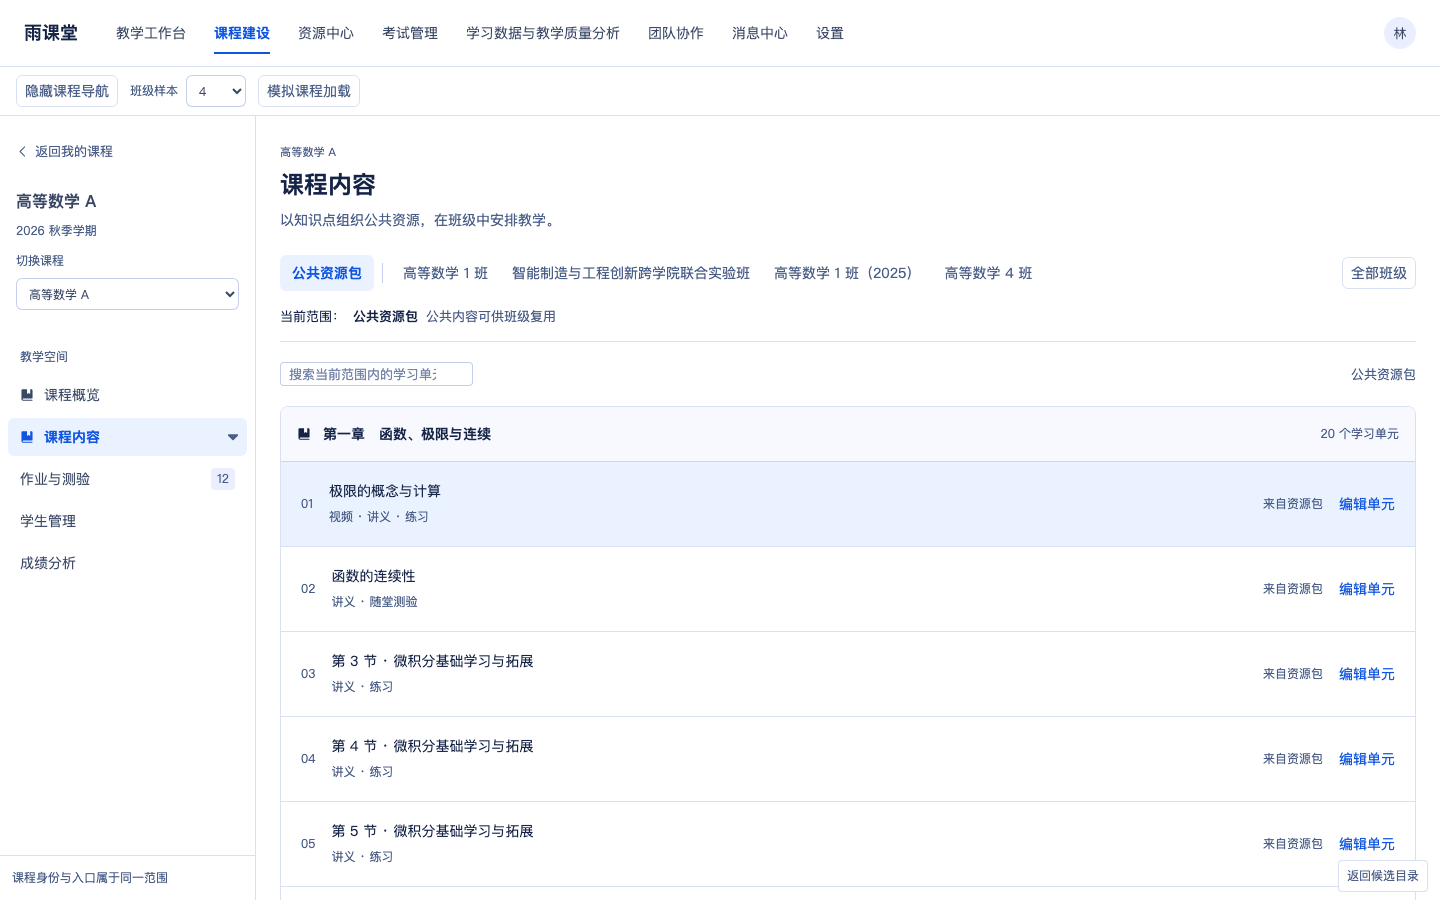 雨课堂
教学工作台
课程建设
资源中心
考试管理
学习数据与教学质量分析
团队协作
消息中心
设置
林
隐藏课程导航
班级样本
4
模拟课程加载
返回我的课程
高等数学 A
2026 秋季学期
切换课程
高等数学 A
教学空间
课程概览
课程内容
作业与测验
12
学生管理
成绩分析
课程身份与入口属于同一范围
高等数学 A
课程内容
以知识点组织公共资源，在班级中安排教学。
公共资源包
高等数学 1 班
智能制造与工程创新跨学院联合实验班
高等数学 1 班（2025）
高等数学 4 班
全部班级
当前范围： 公共资源包 公共内容可供班级复用
搜索当前范围内的学习单
公共资源包
第一章 函数、极限与连续
20 个学习单元
01
极限的概念与计算
视频 · 讲义 · 练习
来自资源包
编辑单元
02
函数的连续性
讲义 · 随堂测验
来自资源包
编辑单元
03
第 3 节 · 微积分基础学习与拓展
讲义 · 练习
来自资源包
编辑单元
04
第 4 节 · 微积分基础学习与拓展
讲义 · 练习
来自资源包
编辑单元
05
第 5 节 · 微积分基础学习与拓展
讲义 · 练习
来自资源包
编辑单元
返回候选目录